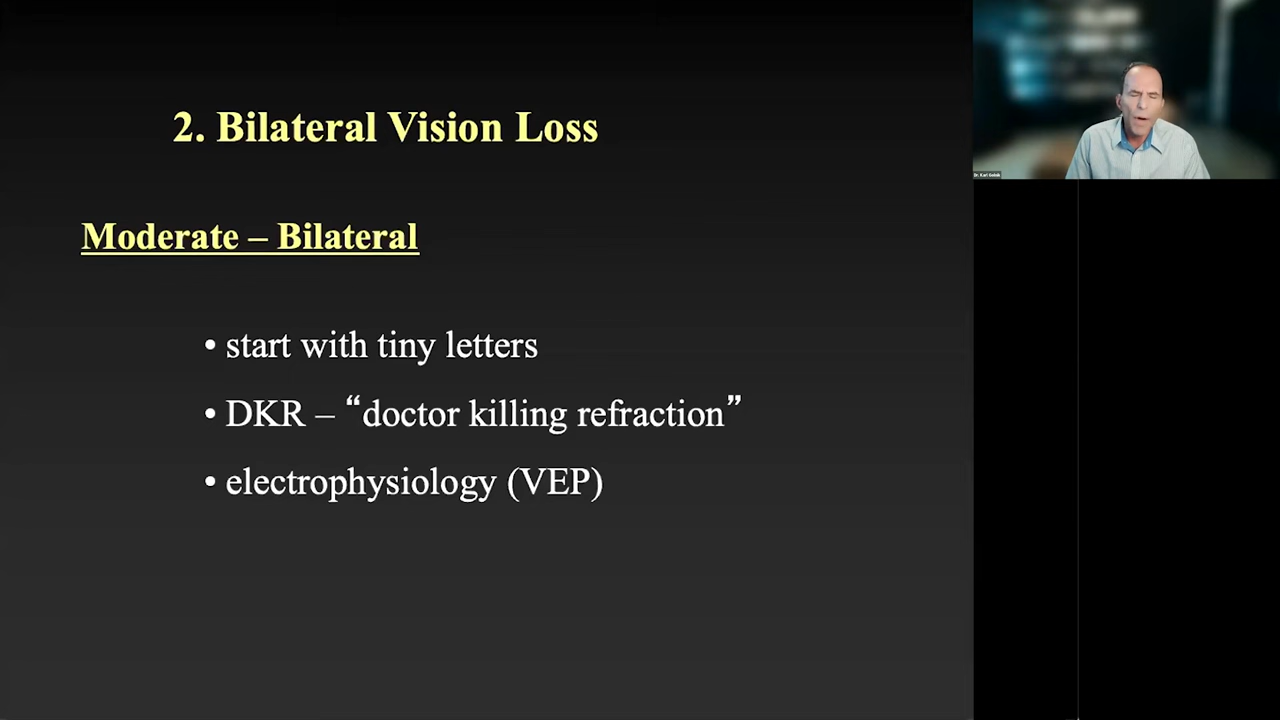 2. Bilateral Vision Loss
Moderate – Bilateral
• start with tiny letters
• DKR – “doctor killing refraction”
• electrophysiology (VEP)